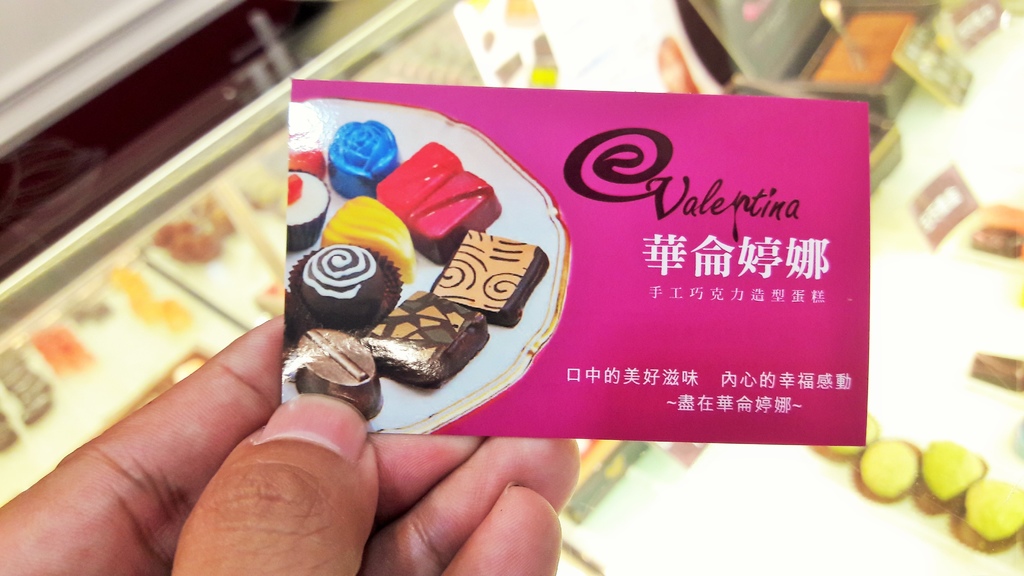 Valentina
華侖婷娜
手工巧克力造型蛋糕
口中的美好滋味 內心的幸福感動
~盡在華侖婷娜~